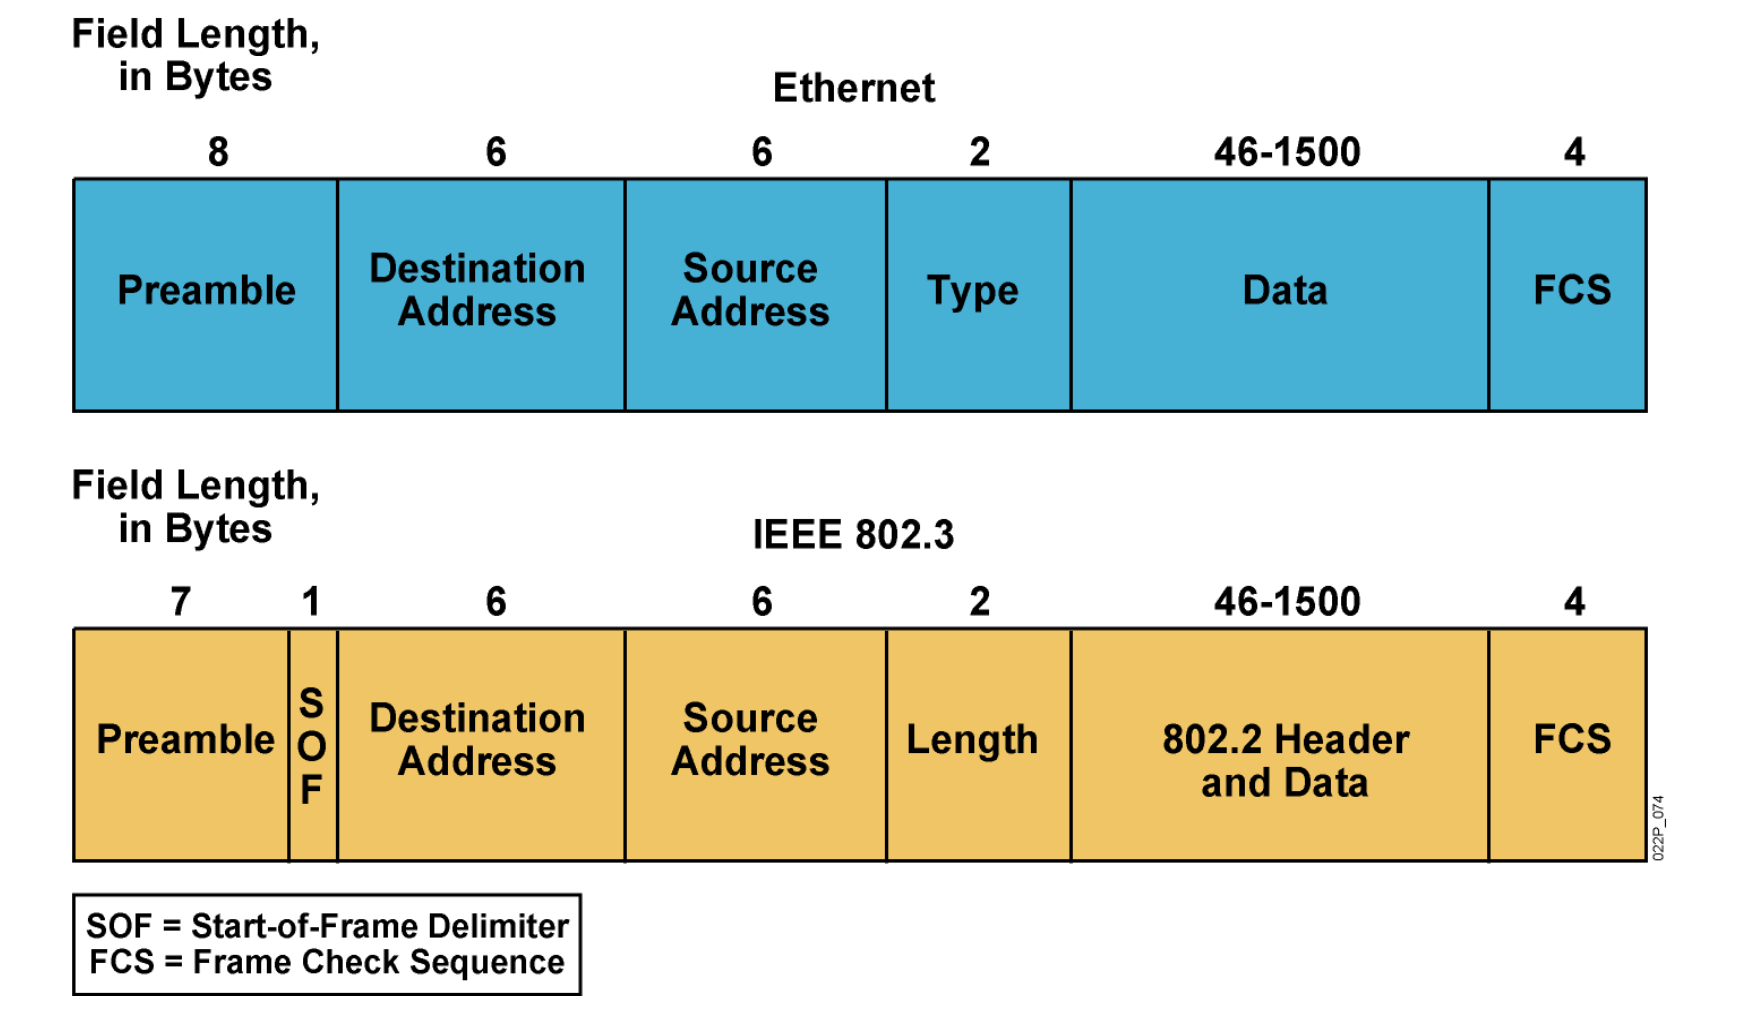 Field Length,
in Bytes
Ethernet
8 6 6 2 46-1500 4
Preamble
Destination
Address
Source
Address
Type
Data
FCS
Field Length,
in Bytes
IEEE 802.3
7 1 6 6 2 46-1500 4
Preamble
S
O
F
Destination
Address
Source
Address
Length
802.2 Header
and Data
FCS
022P_074
SOF = Start-of-Frame Delimiter
FCS = Frame Check Sequence